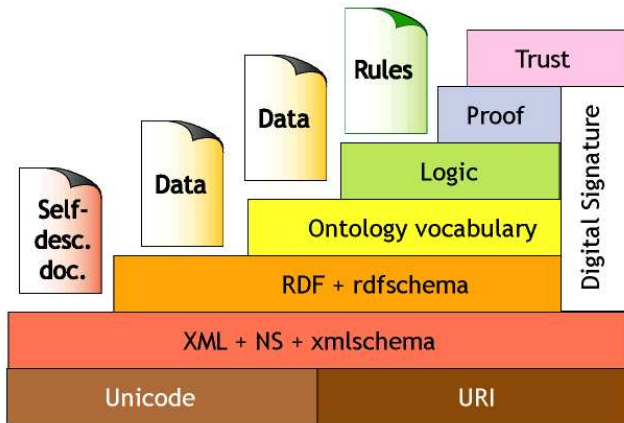 Rules
Trust
Data
Proof
Data
Logic
Self-
desc.
doc.
Ontology vocabulary
Digital Signature
RDF + rdfschema
XML + NS + xmlschema
Unicode
URI